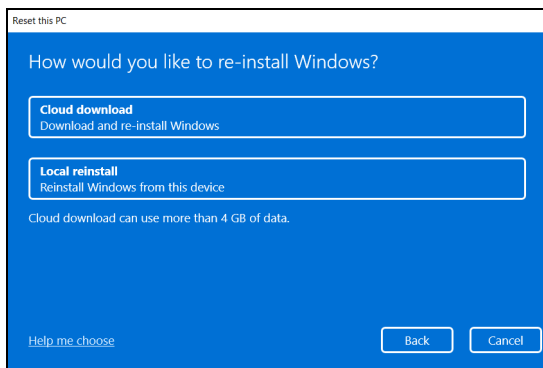 Reset this PC
How would you like to re-install Windows?
Cloud download
Download and re-install Windows
Local reinstall
Reinstall Windows from this device
Cloud download can use more than 4 GB of data.
Help me choose
Back
Cancel